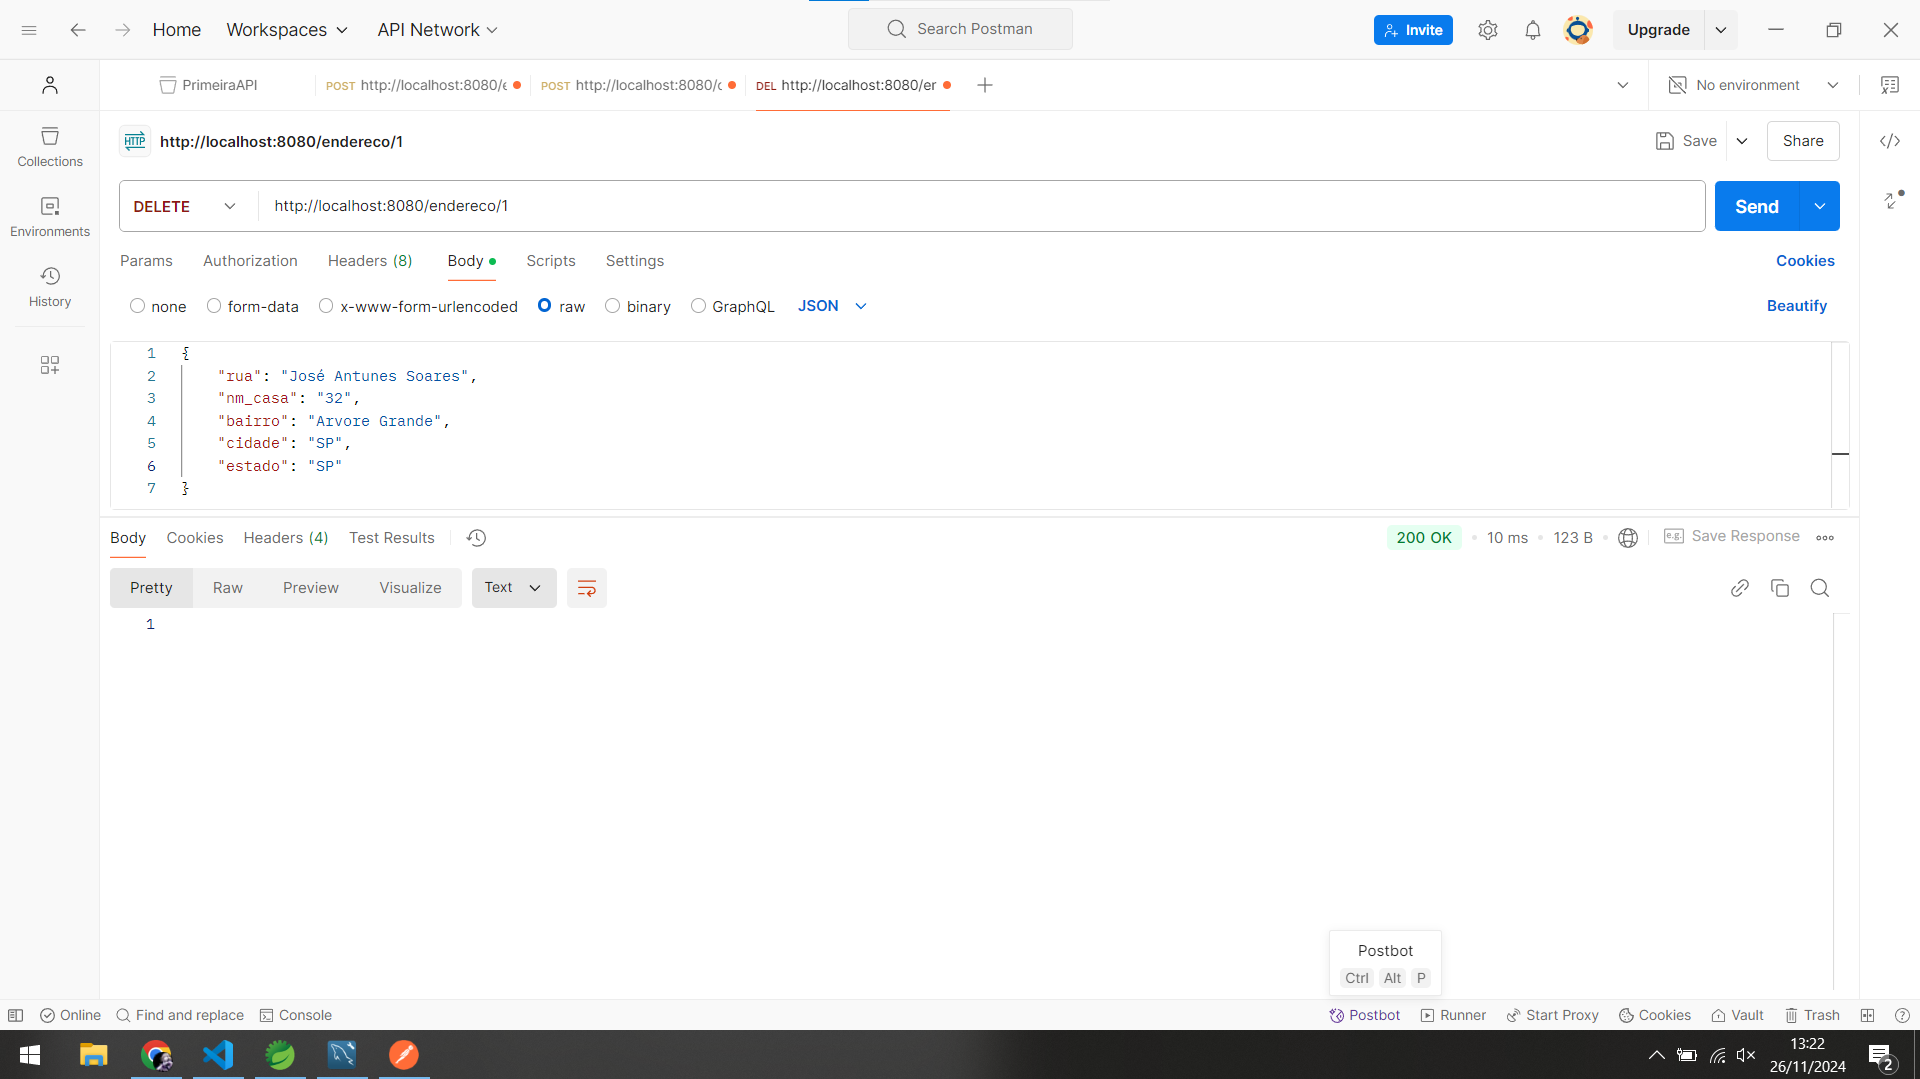 Home Workspaces API Network Search Postman Invite Upgrade
PrimeiraAPI POST http://localhost:8080/e POST http://localhost:8080/c DEL http://localhost:8080/er No environment
HTTP http://localhost:8080/endereco/1 Save Share
Collections
DELETE http://localhost:8080/endereco/1 Send
Environments
Params Authorization Headers (8) Body Scripts Settings Cookies
History
none form-data x-www-form-urlencoded raw binary GraphQL JSON Beautify
1 {
2 "rua": "José Antunes Soares",
3 "nm_casa": "32",
4 "bairro": "Arvore Grande",
5 "cidade": "SP",
6 "estado": "SP"
7 }
Body Cookies Headers (4) Test Results 200 OK 10 ms 123 B e.g. Save Response
Pretty Raw Preview Visualize Text
1
Postbot
Ctrl Alt P
Online Find and replace Console Postbot Runner Start Proxy Cookies Vault Trash
13:22
26/11/2024
2